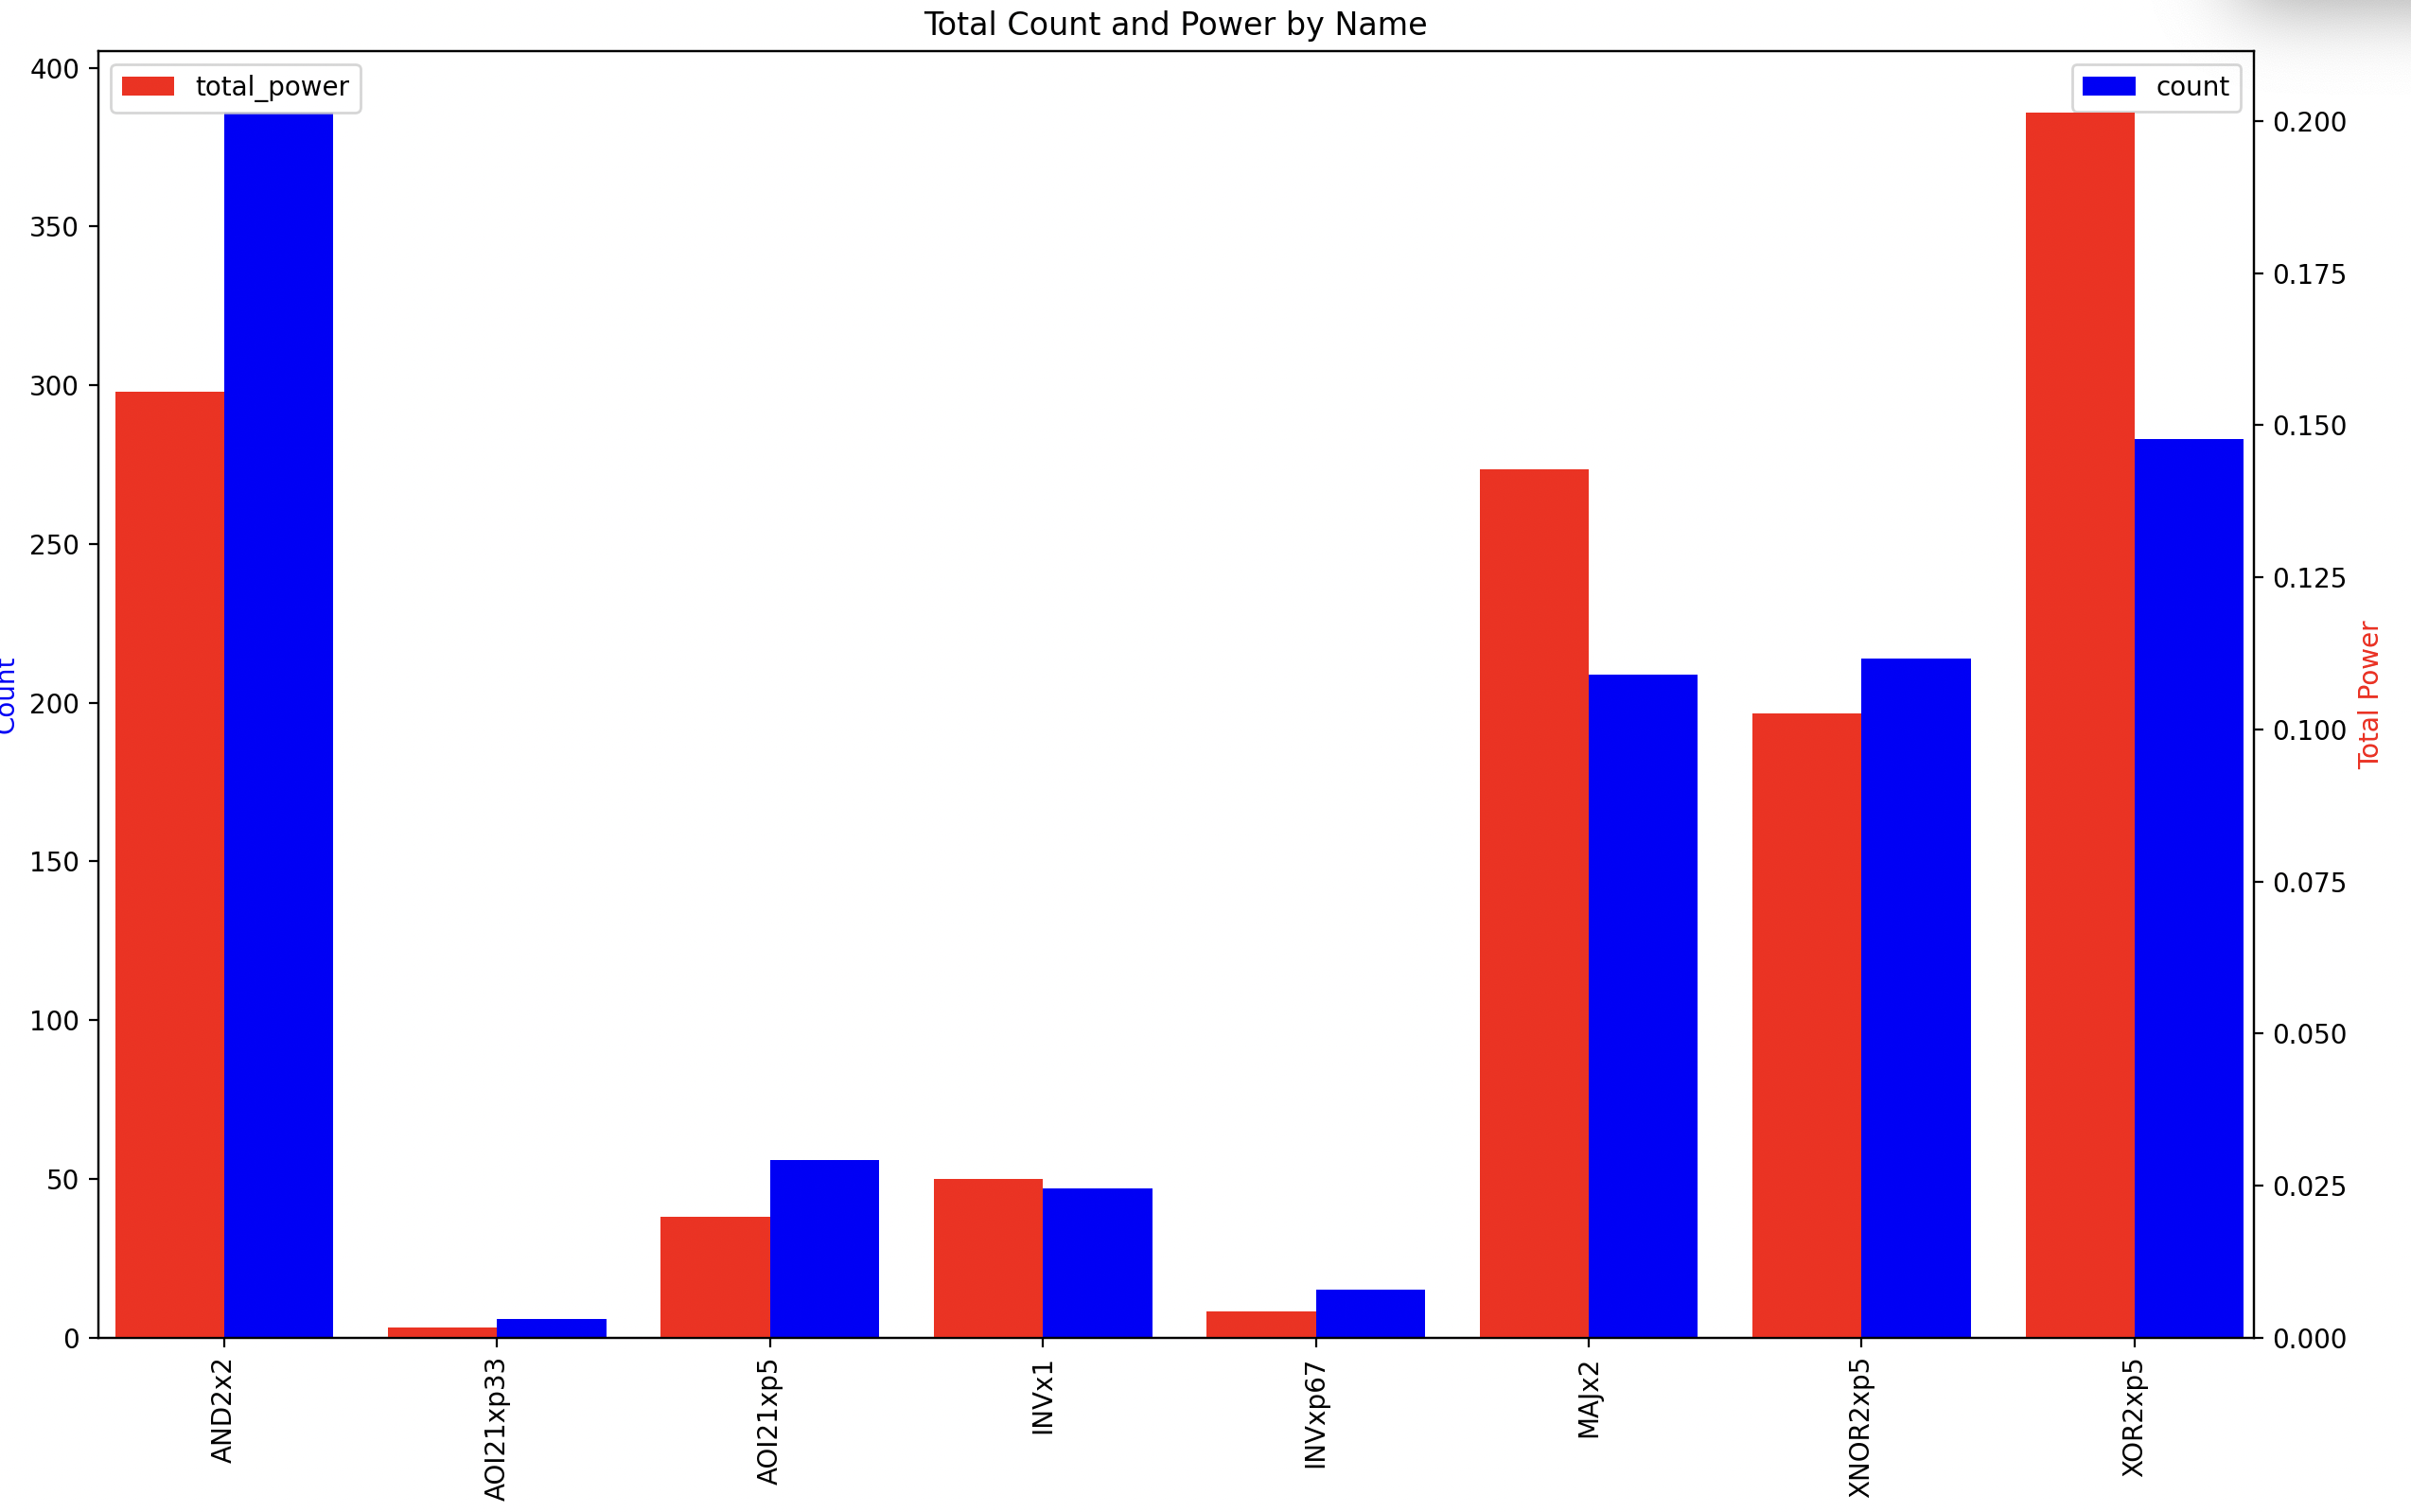 Total Count and Power by Name
total_power
count
400
350
300
250
200
150
100
50
0
Count
0.200
0.175
0.150
0.125
0.100
0.075
0.050
0.025
0.000
Total Power
AND2x2
AOI21xp33
AOI21xp5
INVx1
INVxp67
MAJx2
XNOR2xp5
XOR2xp5